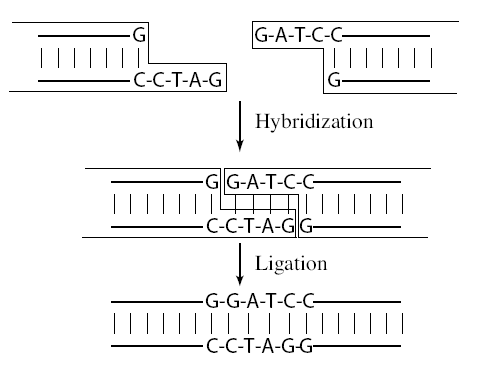 G G-A-T-C-C
C-C-T-A-G G
Hybridization
G G-A-T-C-C
C-C-T-A-G G
Ligation
G-G-A-T-C-C
C-C-T-A-G-G